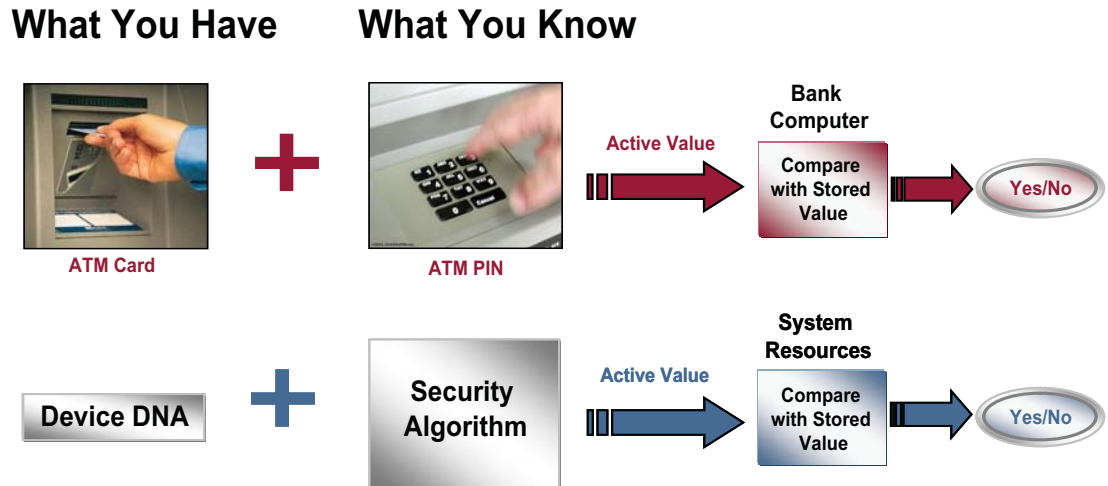 What You Have
What You Know
Bank
Computer
Active Value
Compare
with Stored
Value
Yes/No
ATM Card
ATM PIN
System
Resources
Device DNA
Security
Algorithm
Active Value
Compare
with Stored
Value
Yes/No